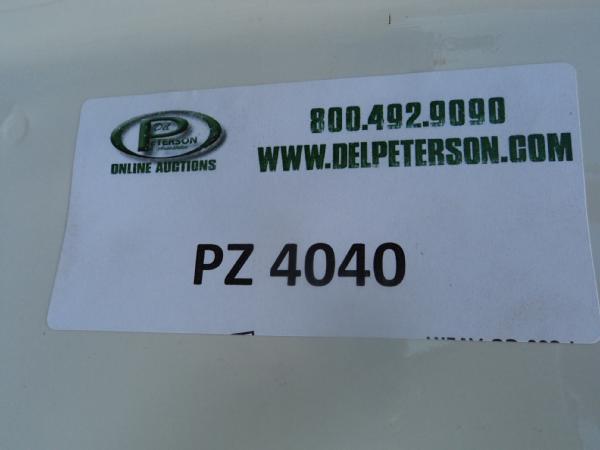 Del
PETERSON
ONLINE AUCTIONS
800.492.9090
WWW.DELPETERSON.COM
PZ 4040